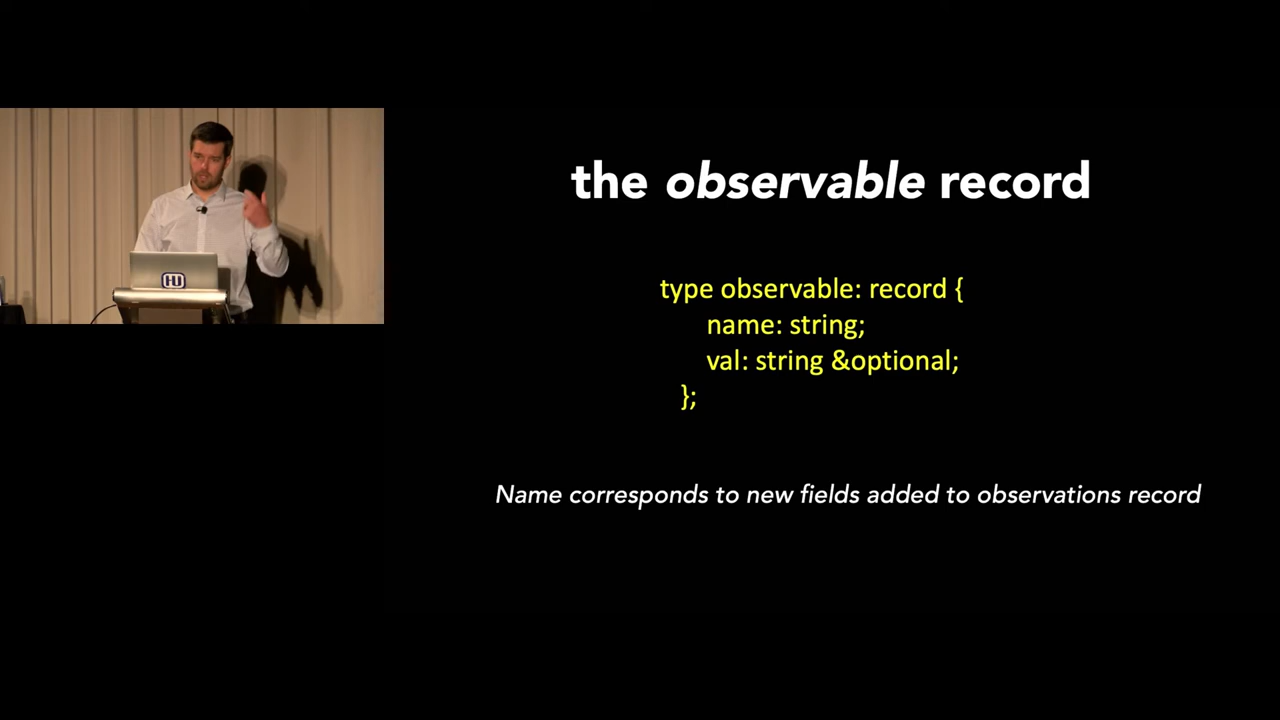 the observable record
type observable: record {
name: string;
val: string &optional;
};
Name corresponds to new fields added to observations record